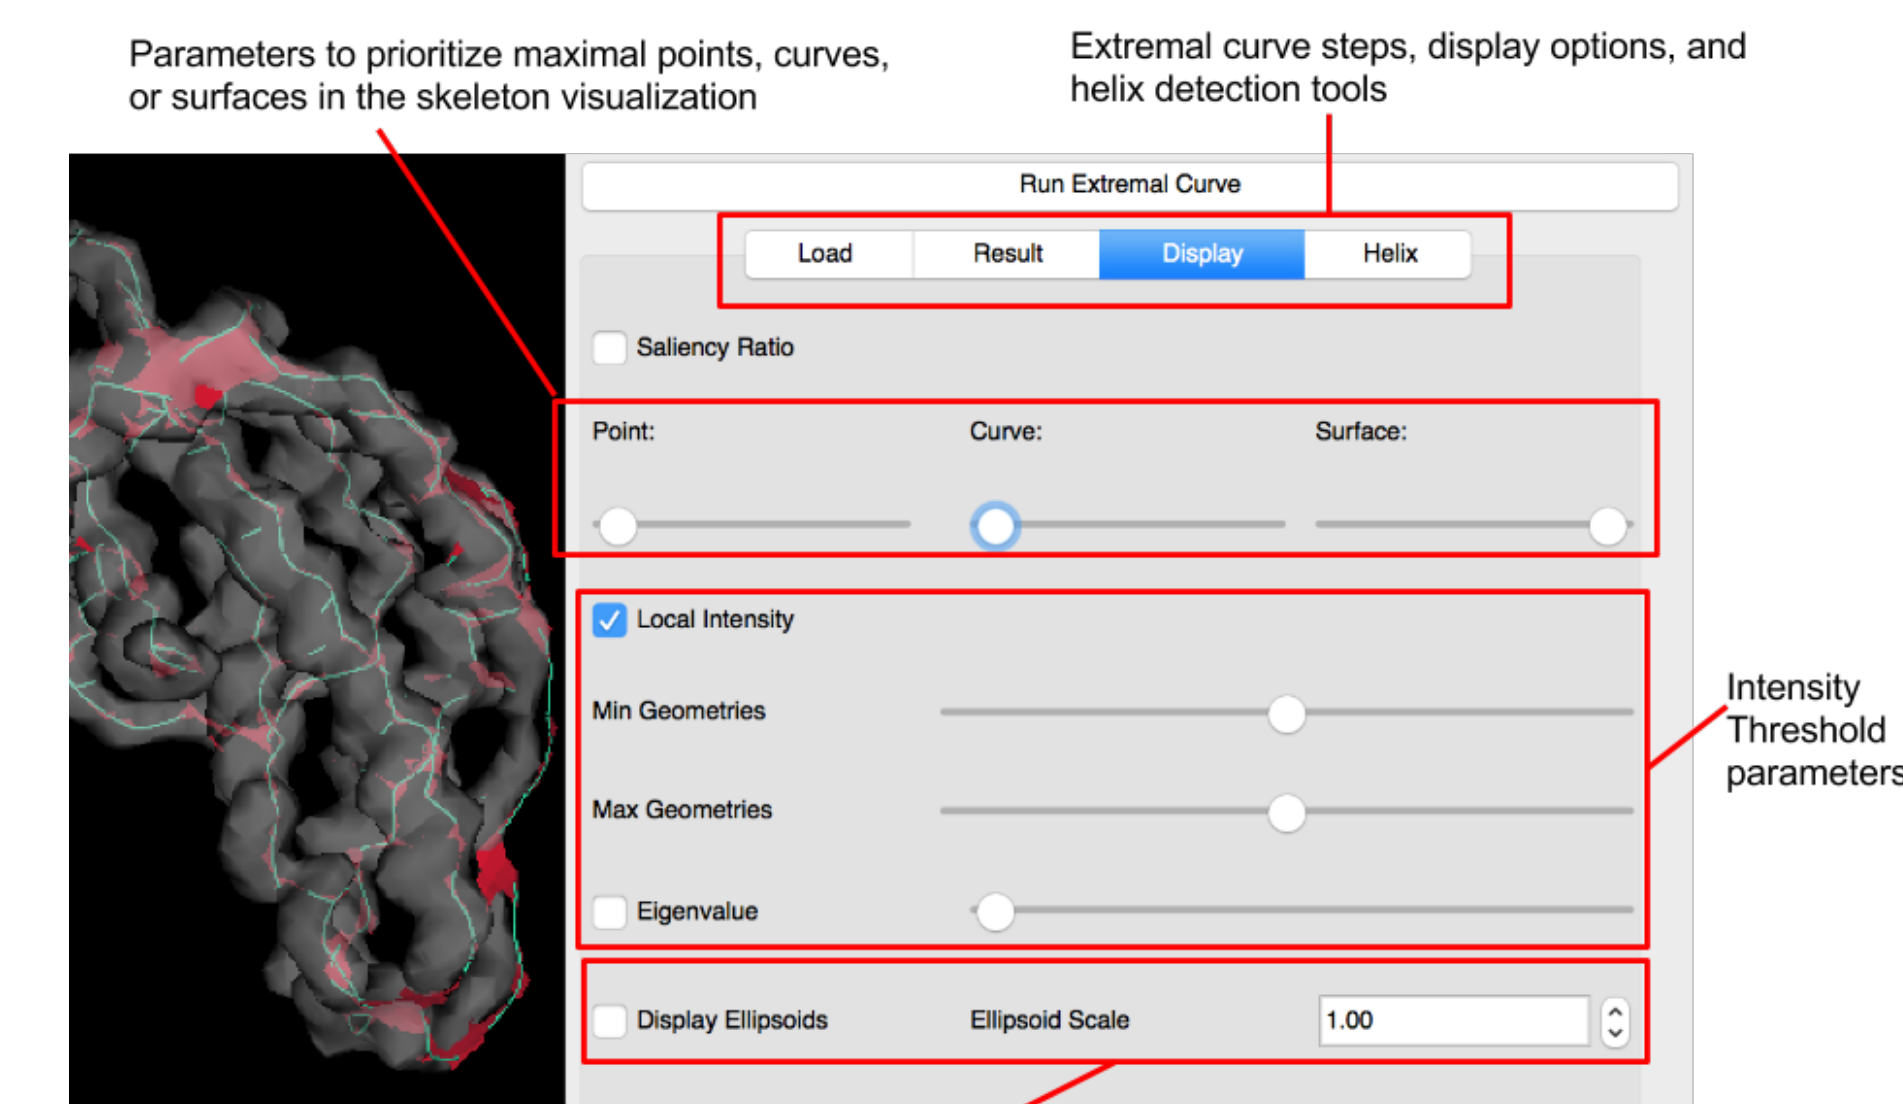 Parameters to prioritize maximal points, curves,
or surfaces in the skeleton visualization
Extremal curve steps, display options, and
helix detection tools
Run Extremal Curve
Load Result Display Helix
Saliency Ratio
Point: Curve: Surface:
Local Intensity
Min Geometries
Max Geometries
Eigenvalue
Intensity
Threshold
parameters
Display Ellipsoids Ellipsoid Scale 1.00